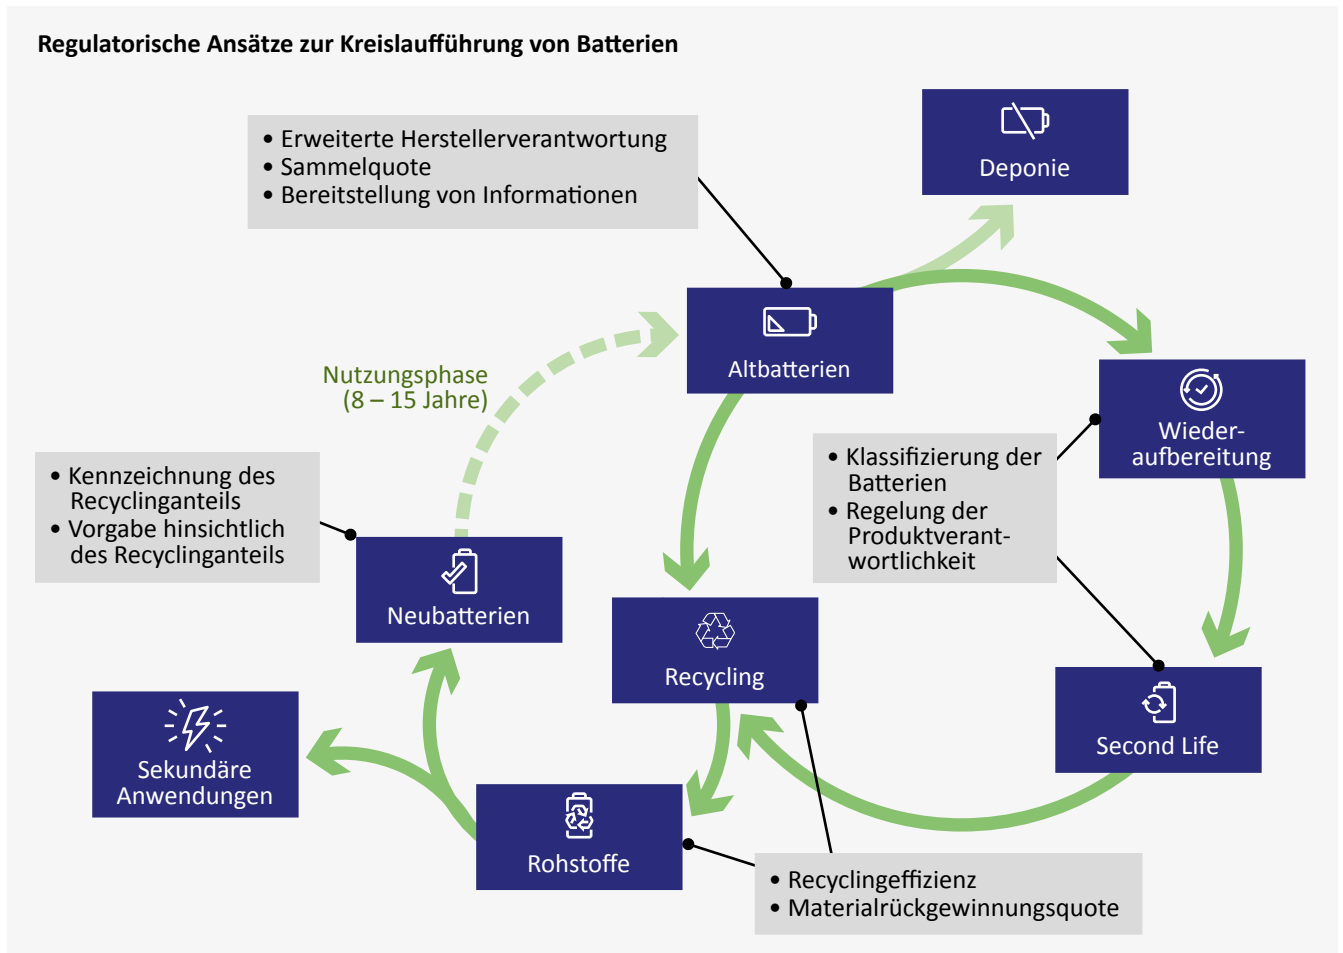 Regulatorische Ansätze zur Kreislaufführung von Batterien
• Erweiterte Herstellerverantwortung
• Sammelquote
• Bereitstellung von Informationen
Deponie
Altbatterien
Nutzungsphase
(8 – 15 Jahre)
Wieder-
aufbereitung
• Klassifizierung der
Batterien
• Regelung der
Produktverant-
wortlichkeit
• Kennzeichnung des
Recyclinganteils
• Vorgabe hinsichtlich
des Recyclinganteils
Neubatterien
Recycling
Second Life
Sekundäre
Anwendungen
Rohstoffe
• Recyclingeffizienz
• Materialrückgewinnungsquote